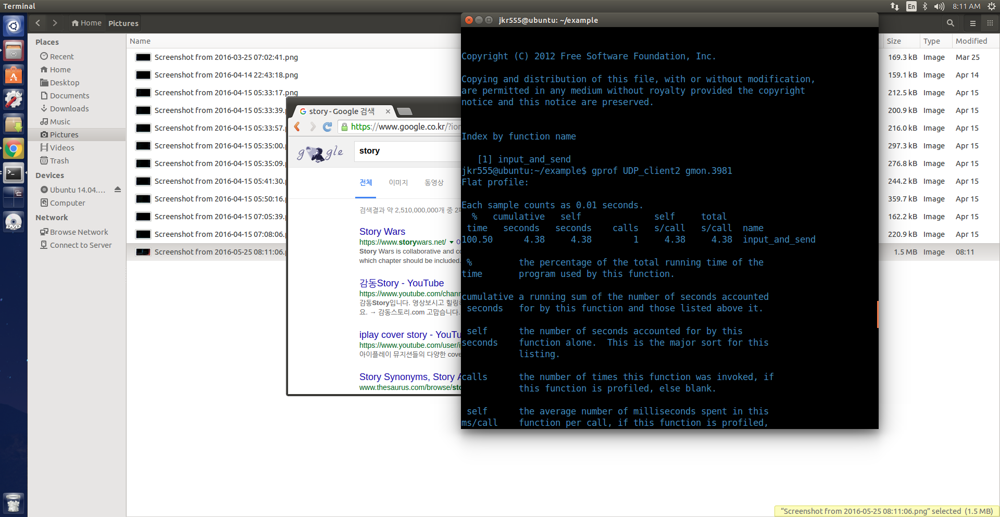 Terminal
En
8:11 AM
Home
Pictures
Places
Recent
Home
Desktop
Documents
Downloads
Music
Pictures
Videos
Trash
Devices
Ubuntu 14.04....
Computer
Network
Browse Network
Connect to Server
Name
Size
Type
Modified
Screenshot from 2016-03-25 07:02:41.png
169.3 kB Image Mar 25
Screenshot from 2016-04-14 22:43:18.png
159.1 kB Image Apr 14
Screenshot from 2016-04-15 05:33:17.png
212.5 kB Image Apr 15
Screenshot from 2016-04-15 05:33:39.
200.9 kB Image Apr 15
Screenshot from 2016-04-15 05:33:57.
216.0 kB Image Apr 15
Screenshot from 2016-04-15 05:35:00.
297.3 kB Image Apr 15
Screenshot from 2016-04-15 05:35:09.
276.8 kB Image Apr 15
Screenshot from 2016-04-15 05:41:30.
244.2 kB Image Apr 15
Screenshot from 2016-04-15 05:50:16.
359.7 kB Image Apr 15
Screenshot from 2016-04-15 07:05:39.
162.2 kB Image Apr 15
Screenshot from 2016-04-15 07:08:06.
220.9 kB Image Apr 15
Screenshot from 2016-05-25 08:11:06.
1.5 MB Image 08:11
story - Google 검색
https://www.google.co.kr/?ion
google
story
전체 이미지 동영상
검색결과 약 2,510,000,000개 중 2
Story Wars
https://www.storywars.net/
Story Wars is collaborative and
which chapter should be included.
감동Story - YouTube
https://www.youtube.com/chann
감동Story입니다. 영상보시고
요. → 감동스토리.com 고맙습니다.
iplay cover story - YouTu
https://www.youtube.com/user/i
아이플레이 뮤지션들의 다양한 cove
Story Synonyms, Story
www.thesaurus.com/browse/sto
jkr555@ubuntu: ~/example
Copyright (C) 2012 Free Software Foundation, Inc.
Copying and distribution of this file, with or without modification,
are permitted in any medium without royalty provided the copyright
notice and this notice are preserved.
Index by function name
[1] input_and_send
jkr555@ubuntu:~/example$ gprof UDP_client2 gmon.3981
Flat profile:
Each sample counts as 0.01 seconds.
% cumulative self self total
time seconds seconds calls s/call s/call name
100.50 4.38 4.38 1 4.38 4.38 input_and_send
% the percentage of the total running time of the
time program used by this function.
cumulative a running sum of the number of seconds accounted
seconds for by this function and those listed above it.
self the number of seconds accounted for by this
seconds function alone. This is the major sort for this
listing.
calls the number of times this function was invoked, if
this function is profiled, else blank.
self the average number of milliseconds spent in this
ms/call function per call, if this function is profiled,
DVD
"Screenshot from 2016-05-25 08:11:06.png" selected (1.5 MB)